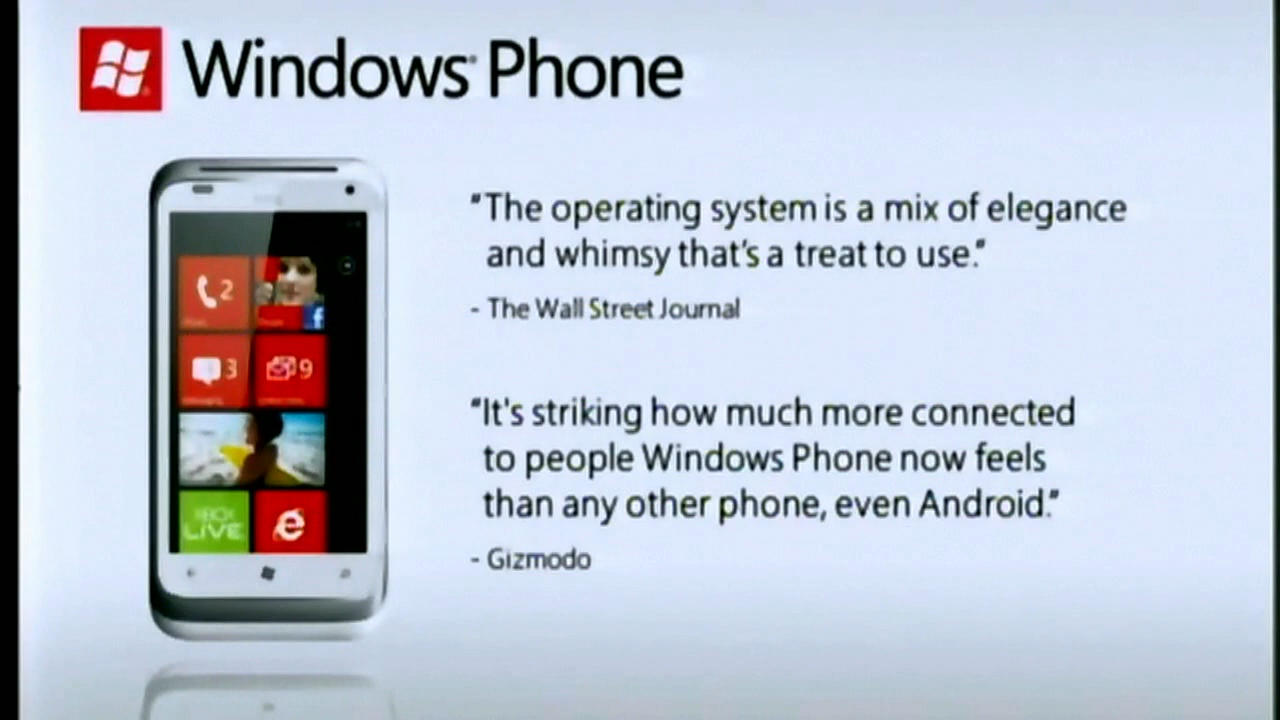 Windows® Phone
"The operating system is a mix of elegance
and whimsy that's a treat to use."
- The Wall Street Journal
"It's striking how much more connected
to people Windows Phone now feels
than any other phone, even Android."
- Gizmodo
2
f
3
9
XBOX
LIVE